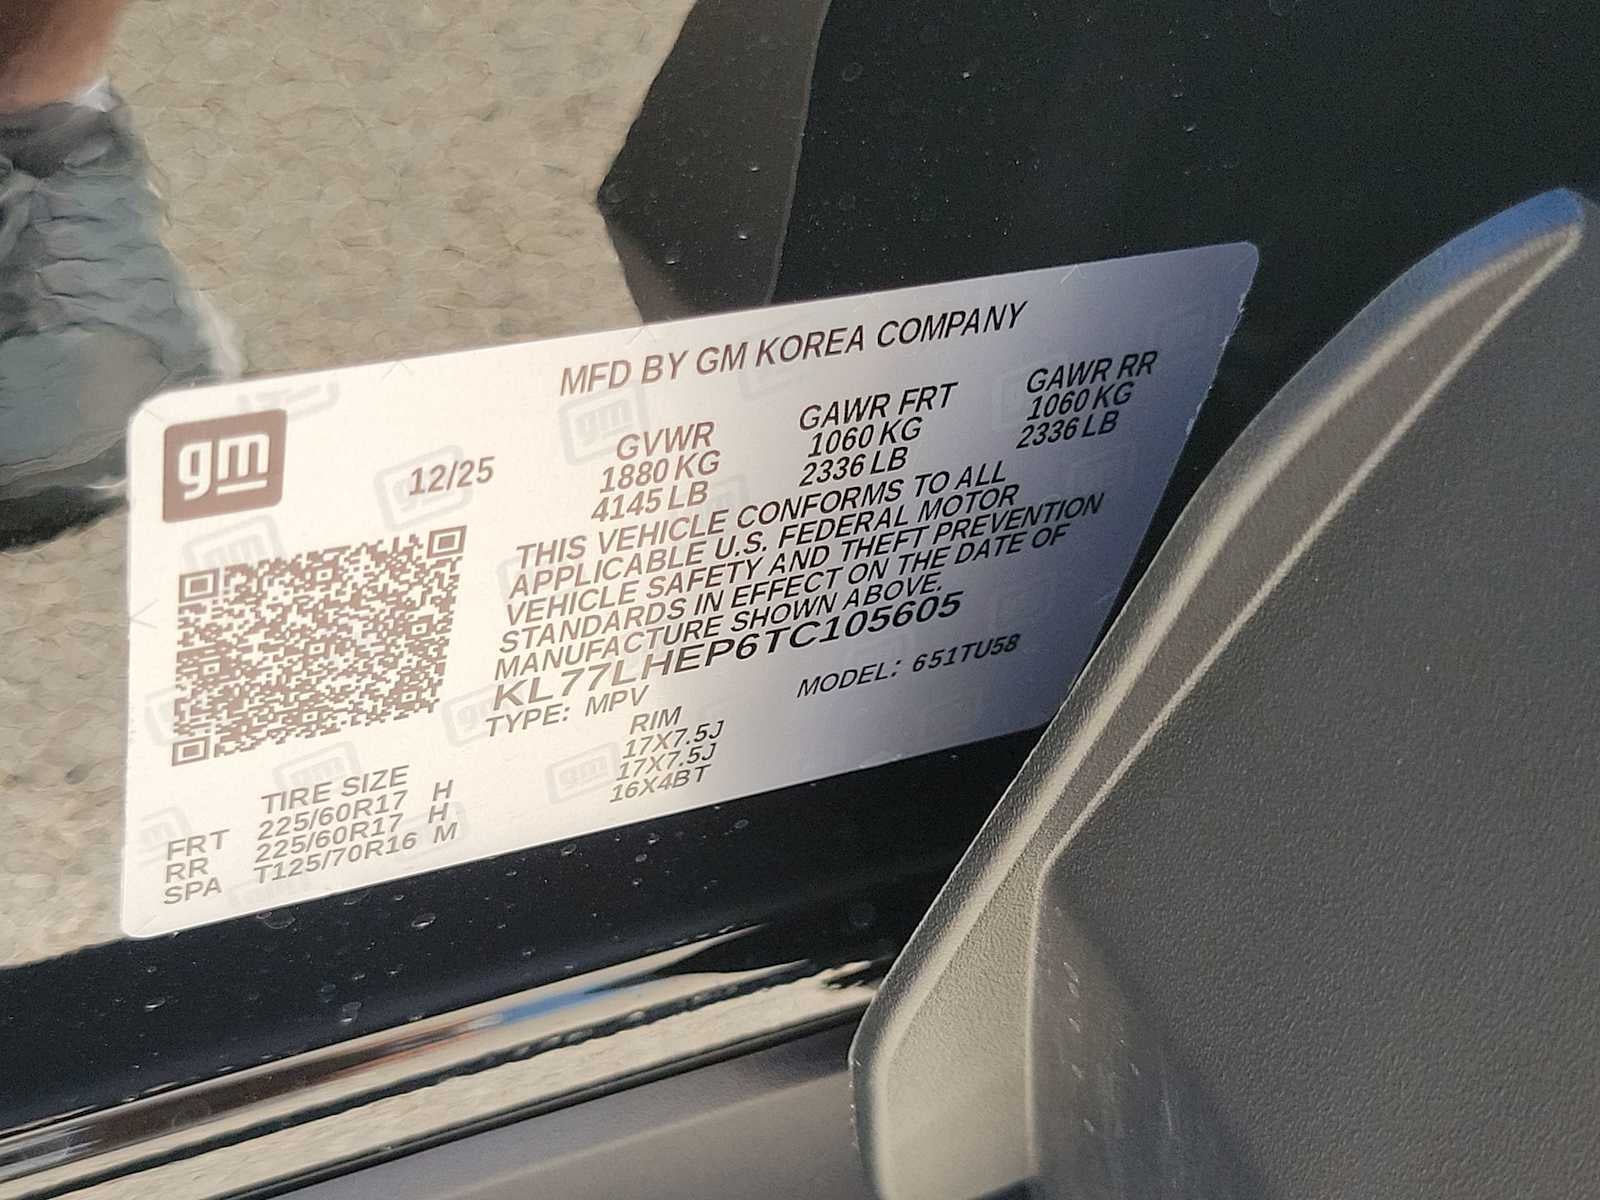 MFD BY GM KOREA COMPANY
gm
12/25
GVWR GAWR FRT GAWR RR
1880 KG 1060 KG 1060 KG
4145 LB 2336 LB 2336 LB
THIS VEHICLE CONFORMS TO ALL
APPLICABLE U.S. FEDERAL MOTOR
VEHICLE SAFETY AND THEFT PREVENTION
STANDARDS IN EFFECT ON THE DATE OF
MANUFACTURE SHOWN ABOVE.
KL77LHEP6TC105605
TYPE: MPV MODEL: 651TU58
TIRE SIZE RIM
FRT 225/60R17 H 17X7.5J
RR 225/60R17 H 17X7.5J
SPA T125/70R16 M 16X4BT